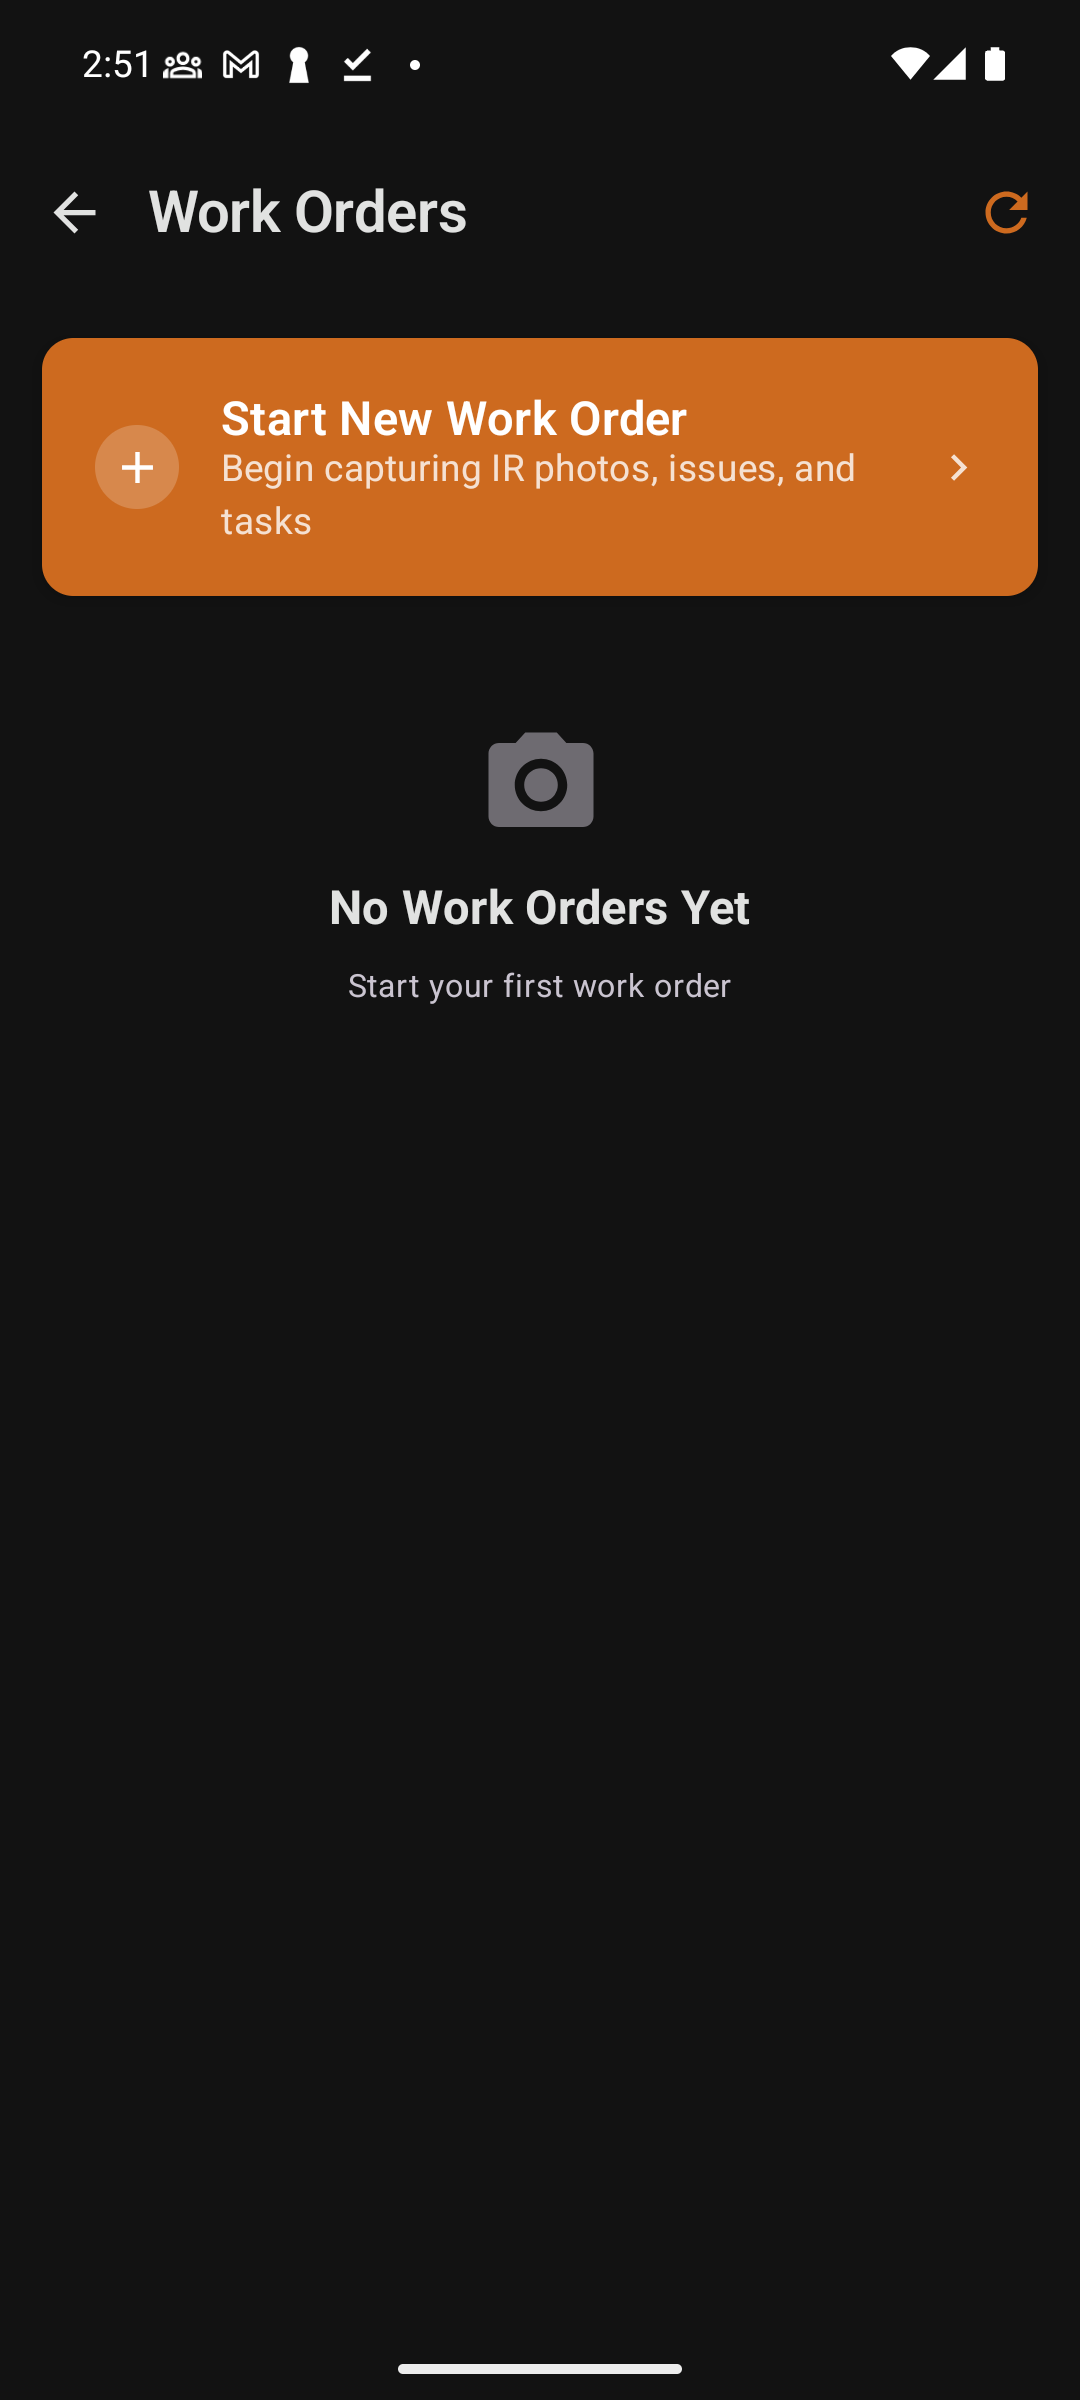 2:51
Work Orders
Start New Work Order
Begin capturing IR photos, issues, and
tasks
No Work Orders Yet
Start your first work order